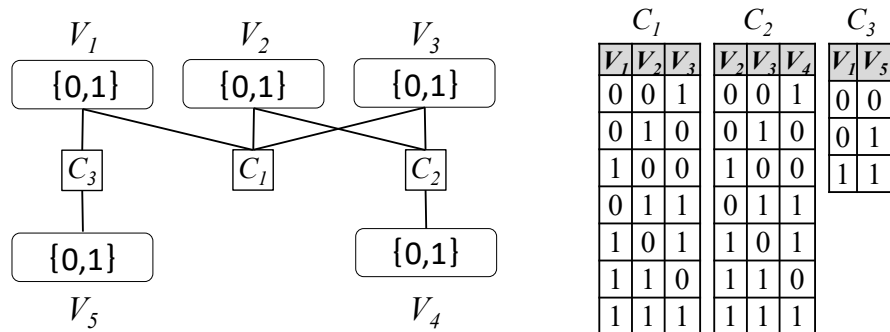 V1 V2 V3
{0,1} {0,1} {0,1}
C3 C1 C2
{0,1} {0,1}
V5 V4
C1 C2 C3
V1 V2 V3 V2 V3 V4 V1 V5
0 0 1 0 0 1 0 0
0 1 0 0 1 0 0 1
1 0 0 1 0 0 1 1
0 1 1 0 1 1
1 0 1 1 0 1
1 1 0 1 1 0
1 1 1 1 1 1